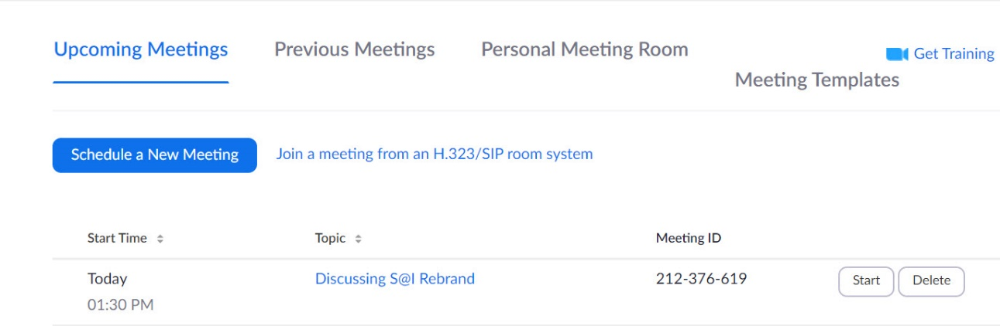 Upcoming Meetings Previous Meetings Personal Meeting Room
Get Training
Meeting Templates
Schedule a New Meeting Join a meeting from an H.323/SIP room system
Start Time Topic Meeting ID
Today Discussing S@I Rebrand 212-376-619 Start Delete
01:30 PM